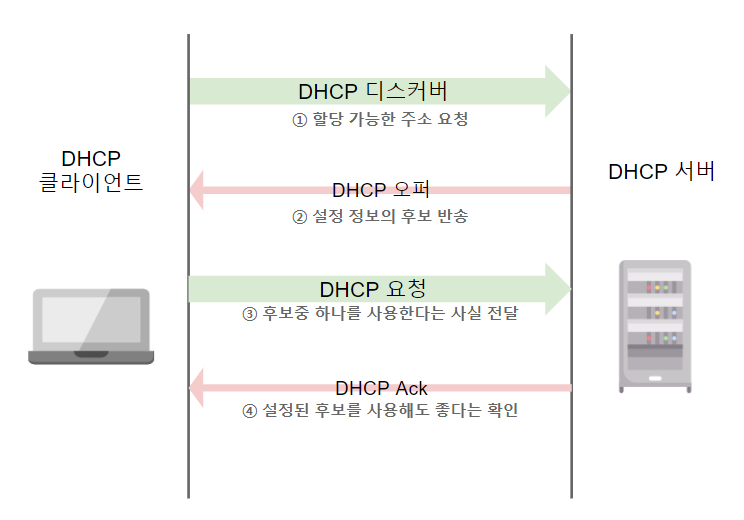 DHCP 디스커버
① 할당 가능한 주소 요청
DHCP
클라이언트
DHCP 서버
DHCP 오퍼
② 설정 정보의 후보 반송
DHCP 요청
③ 후보중 하나를 사용한다는 사실 전달
DHCP Ack
④ 설정된 후보를 사용해도 좋다는 확인